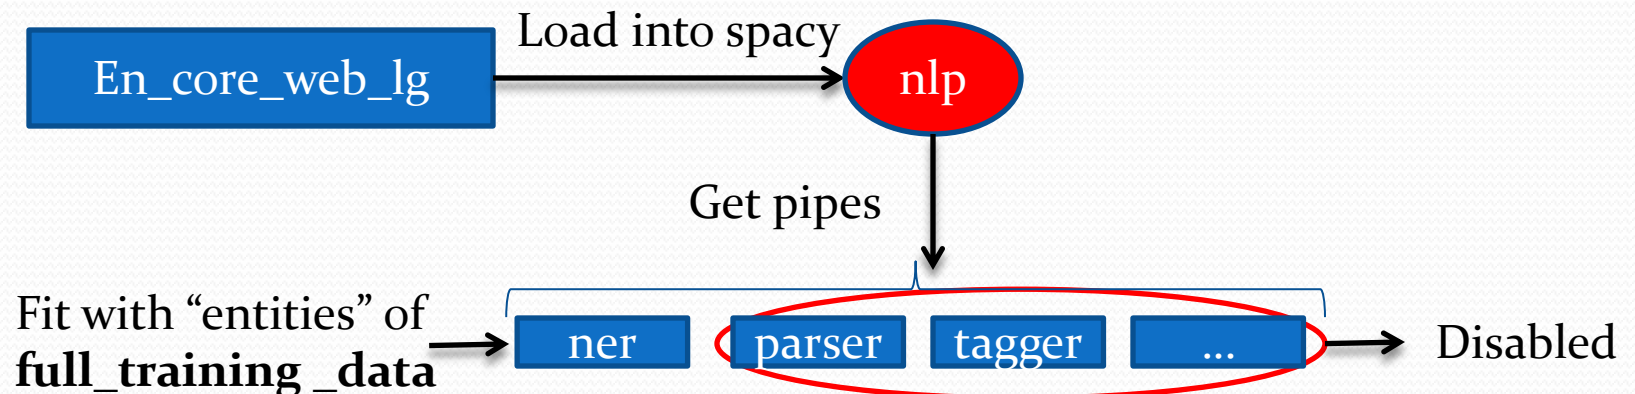 Load into spacy
En_core_web_lg
nlp
Get pipes
Fit with “entities” of
full_training _data
ner
parser
tagger
...
Disabled